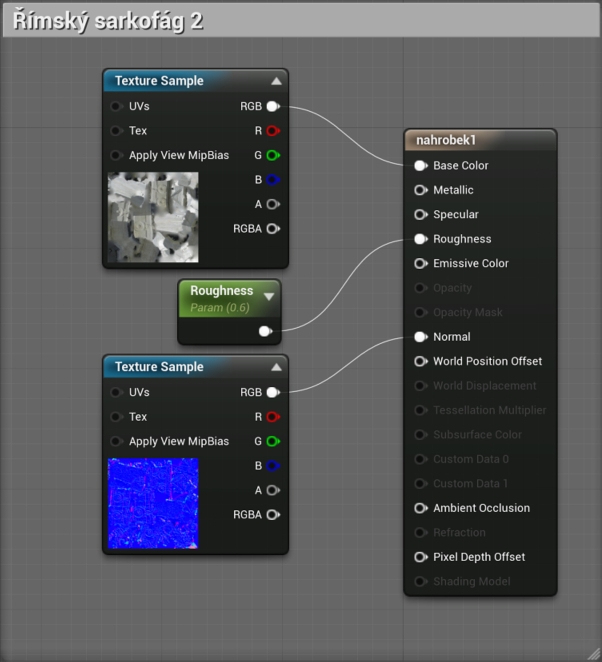 Římský sarkofág 2
Texture Sample
UVs RGB
Tex R
Apply View MipBias G
B
A
RGBA
Roughness
Param (0.6)
Texture Sample
UVs RGB
Tex R
Apply View MipBias G
B
A
RGBA
nahrobek1
Base Color
Metallic
Specular
Roughness
Emissive Color
Opacity
Opacity Mask
Normal
World Position Offset
World Displacement
Tessellation Multiplier
Subsurface Color
Custom Data 0
Custom Data 1
Ambient Occlusion
Refraction
Pixel Depth Offset
Shading Model